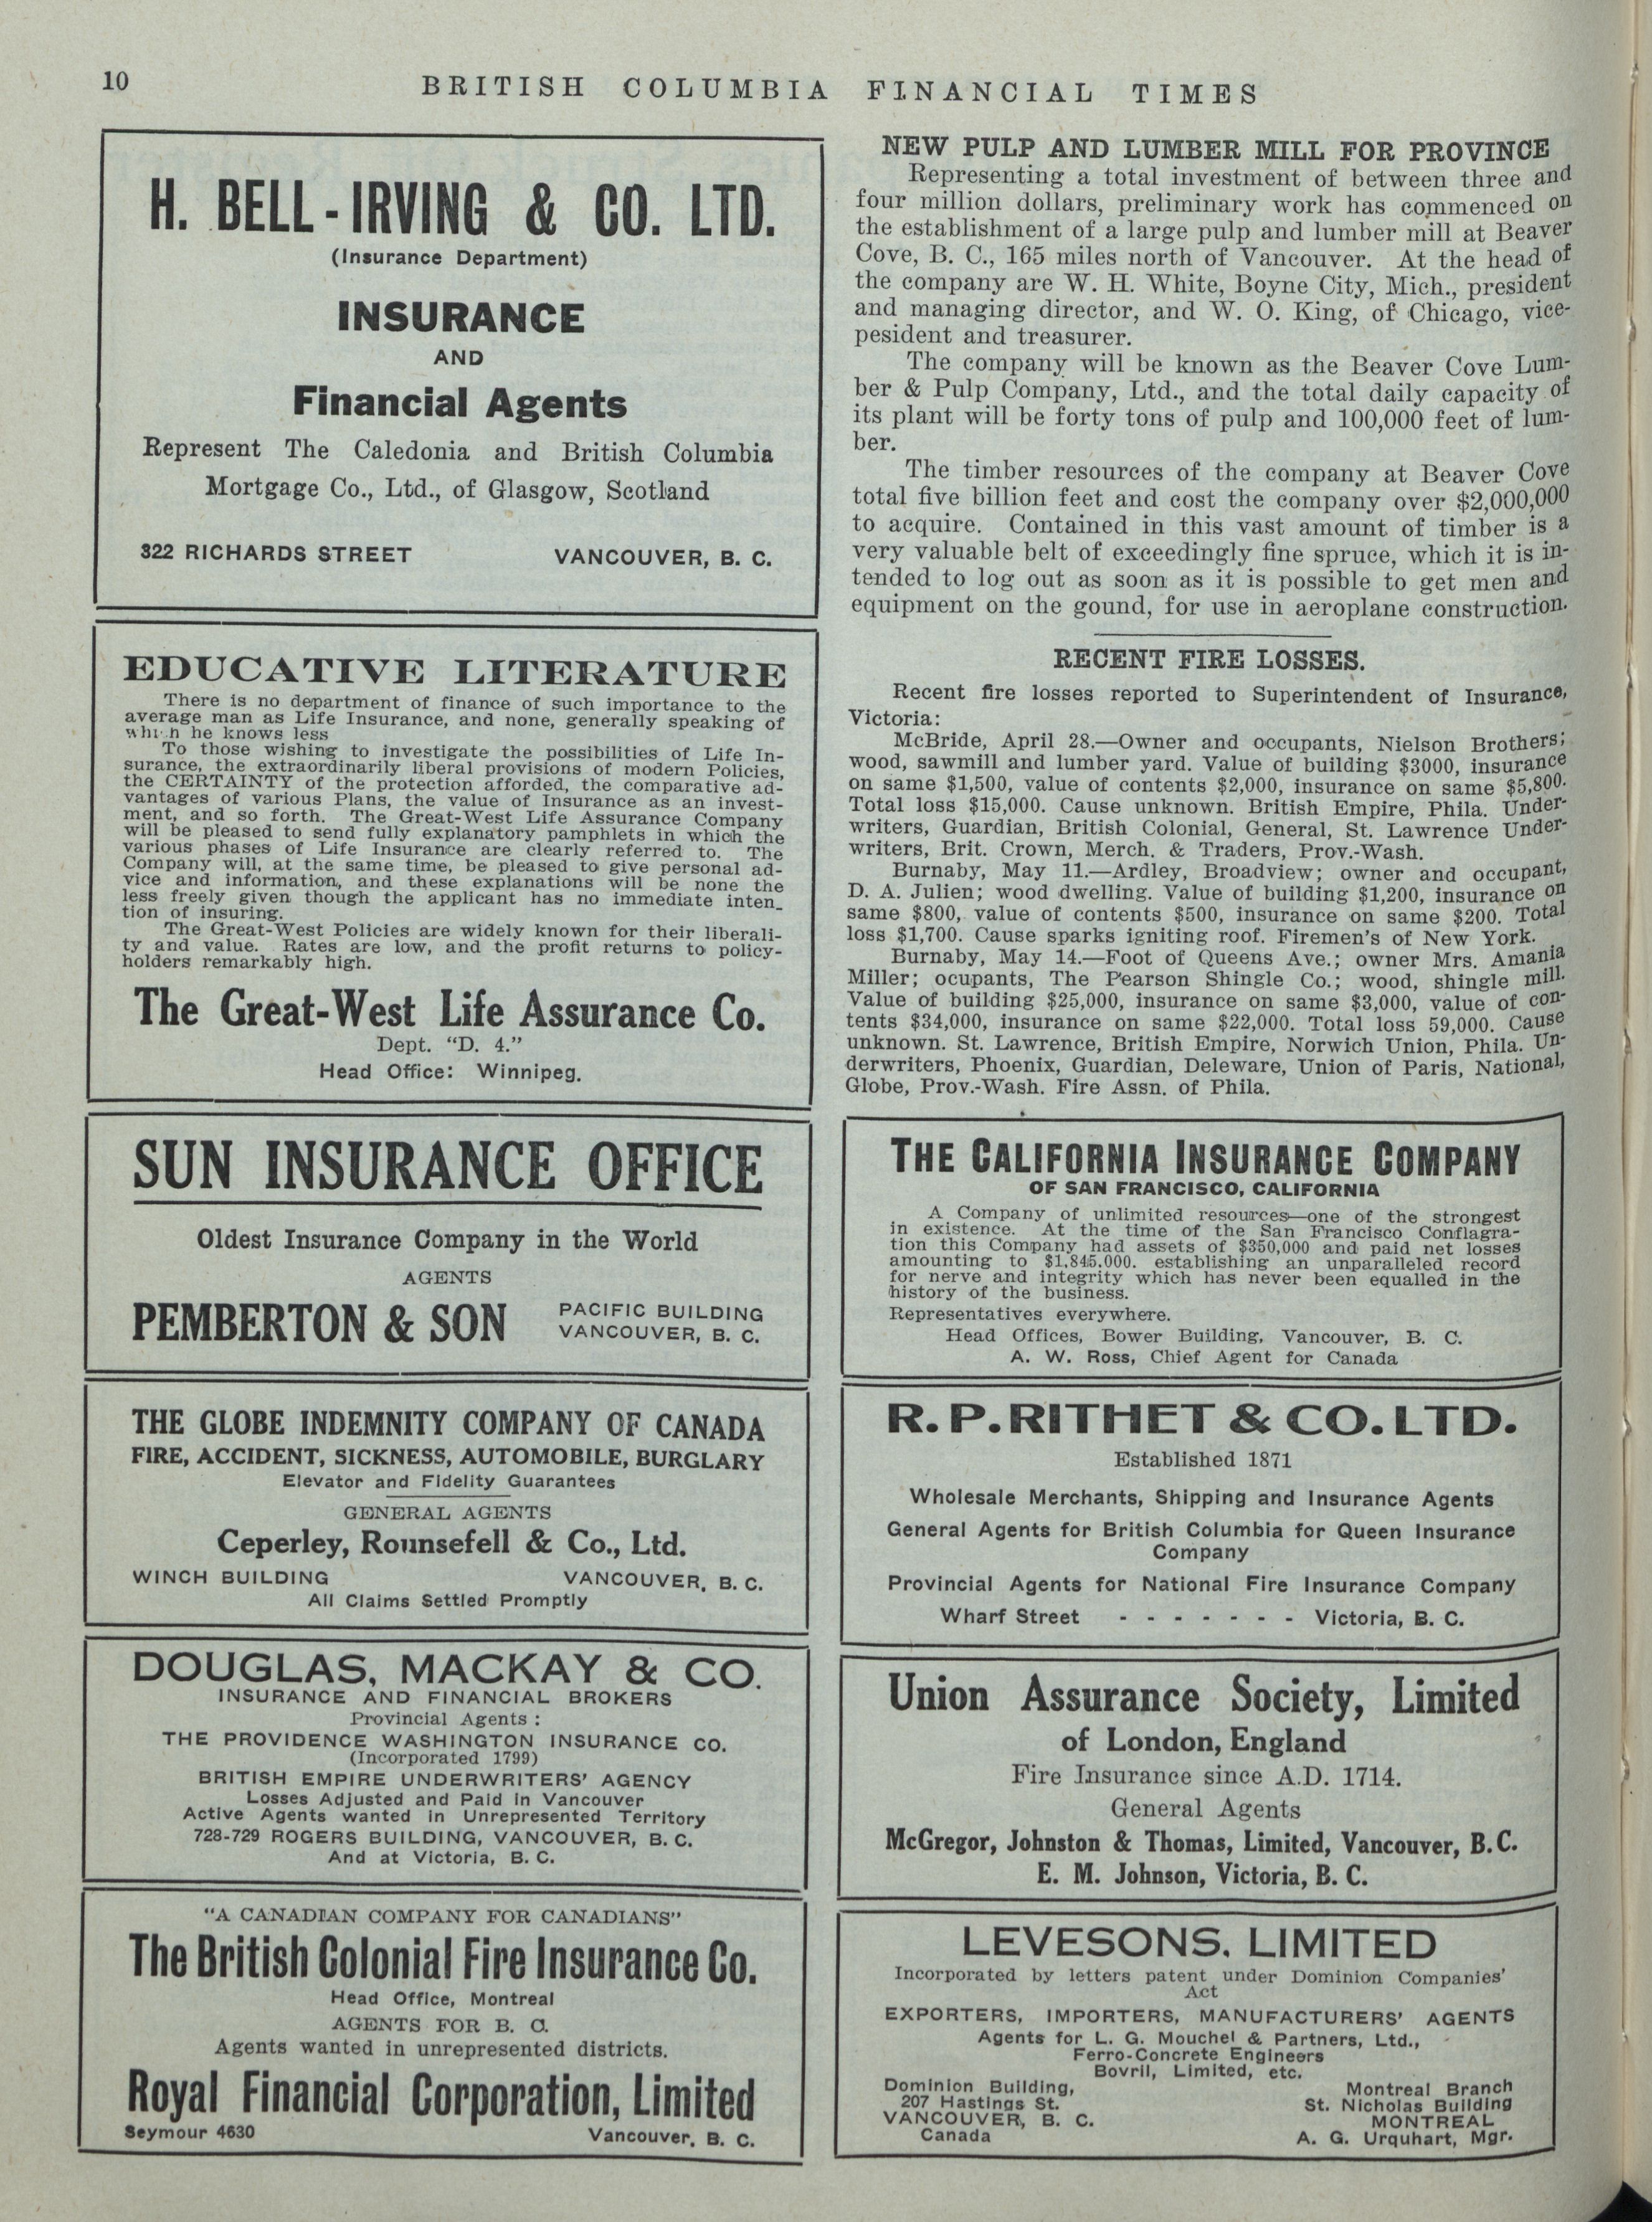 10
BRITISH COLUMBIA FINANCIAL TIMES
H. BELL-IRVING & CO. LTD.
(Insurance Department)
INSURANCE
AND
Financial Agents
Represent The Caledonia and British Columbia
Mortgage Co., Ltd., of Glasgow, Scotland
322 RICHARDS STREET VANCOUVER, B. C.
EDUCATIVE LITERATURE
There is no department of finance of such importance to the
average man as Life Insurance, and none, generally speaking of
which he knows less
To those wishing to investigate the possibilities of Life In-
surance, the extraordinarily liberal provisions of modern Policies,
the CERTAINTY of the protection afforded, the comparative ad-
vantages of various Plans, the value of Insurance as an invest-
ment, and so forth. The Great-West Life Assurance Company
will be pleased to send fully explanatory pamphlets in which the
various phases of Life Insurance are clearly referred to. The
Company will, at the same time, be pleased to give personal ad-
vice and information, and these explanations will be none the
less freely given though the applicant has no immediate inten-
tion of insuring.
The Great-West Policies are widely known for their liberali-
ty and value. Rates are low, and the profit returns to policy-
holders remarkably high.
The Great-West Life Assurance Co.
Dept. "D. 4."
Head Office: Winnipeg.
SUN INSURANCE OFFICE
Oldest Insurance Company in the World
AGENTS
PEMBERTON & SON PACIFIC BUILDING
VANCOUVER, B. C.
THE GLOBE INDEMNITY COMPANY OF CANADA
FIRE, ACCIDENT, SICKNESS, AUTOMOBILE, BURGLARY
Elevator and Fidelity Guarantees
GENERAL AGENTS
Ceperley, Rounsefell & Co., Ltd.
WINCH BUILDING VANCOUVER, B. C.
All Claims Settled Promptly
DOUGLAS, MACKAY & CO.
INSURANCE AND FINANCIAL BROKERS
Provincial Agents :
THE PROVIDENCE WASHINGTON INSURANCE CO.
(Incorporated 1799)
BRITISH EMPIRE UNDERWRITERS' AGENCY
Losses Adjusted and Paid in Vancouver
Active Agents wanted in Unrepresented Territory
728-729 ROGERS BUILDING, VANCOUVER, B. C.
And at Victoria, B. C.
"A CANADIAN COMPANY FOR CANADIANS"
The British Colonial Fire Insurance Co.
Head Office, Montreal
AGENTS FOR B. C.
Agents wanted in unrepresented districts.
Royal Financial Corporation, Limited
Seymour 4630 Vancouver, B. C.
NEW PULP AND LUMBER MILL FOR PROVINCE
Representing a total investment of between three and
four million dollars, preliminary work has commenced on
the establishment of a large pulp and lumber mill at Beaver
Cove, B. C., 165 miles north of Vancouver. At the head of
the company are W. H. White, Boyne City, Mich., president
and managing director, and W. O. King, of Chicago, vice-
pesident and treasurer.
The company will be known as the Beaver Cove Lum-
ber & Pulp Company, Ltd., and the total daily capacity of
its plant will be forty tons of pulp and 100,000 feet of lum-
ber.
The timber resources of the company at Beaver Cove
total five billion feet and cost the company over $2,000,000
to acquire. Contained in this vast amount of timber is a
very valuable belt of exceedingly fine spruce, which it is in-
tended to log out as soon as it is possible to get men and
equipment on the gound, for use in aeroplane construction.
RECENT FIRE LOSSES.
Recent fire losses reported to Superintendent of Insurance,
Victoria:
McBride, April 28.—Owner and occupants, Nielson Brothers;
wood, sawmill and lumber yard. Value of building $3000, insurance
on same $1,500, value of contents $2,000, insurance on same $5,800.
Total loss $15,000. Cause unknown. British Empire, Phila. Under-
writers, Guardian, British Colonial, General, St. Lawrence Under-
writers, Brit. Crown, Merch. & Traders, Prov.-Wash.
Burnaby, May 11.—Ardley, Broadview; owner and occupant,
D. A. Julien; wood dwelling. Value of building $1,200, insurance on
same $800, value of contents $500, insurance on same $200. Total
loss $1,700. Cause sparks igniting roof. Firemen's of New York.
Burnaby, May 14.—Foot of Queens Ave.; owner Mrs. Amania
Miller; ocupants, The Pearson Shingle Co.; wood, shingle mill.
Value of building $25,000, insurance on same $3,000, value of con-
tents $34,000, insurance on same $22,000. Total loss 59,000. Cause
unknown. St. Lawrence, British Empire, Norwich Union, Phila. Un-
derwriters, Phoenix, Guardian, Deleware, Union of Paris, National,
Globe, Prov.-Wash. Fire Assn. of Phila.
THE CALIFORNIA INSURANCE COMPANY
OF SAN FRANCISCO, CALIFORNIA
A Company of unlimited resources—one of the strongest
in existence. At the time of the San Francisco Conflagra-
tion this Company had assets of $350,000 and paid net losses
amounting to $1,845,000. establishing an unparalleled record
for nerve and integrity which has never been equalled in the
history of the business.
Representatives everywhere.
Head Offices, Bower Building, Vancouver, B. C.
A. W. Ross, Chief Agent for Canada
R. P. RITHET & CO. LTD.
Established 1871
Wholesale Merchants, Shipping and Insurance Agents
General Agents for British Columbia for Queen Insurance
Company
Provincial Agents for National Fire Insurance Company
Wharf Street - - - - - - - Victoria, B. C.
Union Assurance Society, Limited
of London, England
Fire Insurance since A.D. 1714.
General Agents
McGregor, Johnston & Thomas, Limited, Vancouver, B.C.
E. M. Johnson, Victoria, B. C.
LEVESONS, LIMITED
Incorporated by letters patent under Dominion Companies'
Act
EXPORTERS, IMPORTERS, MANUFACTURERS' AGENTS
Agents for L. G. Mouchel & Partners, Ltd.,
Ferro-Concrete Engineers
Bovril, Limited, etc.
Dominion Building, Montreal Branch
207 Hastings St. St. Nicholas Building
VANCOUVER, B. C. MONTREAL
Canada A. G. Urquhart, Mgr.